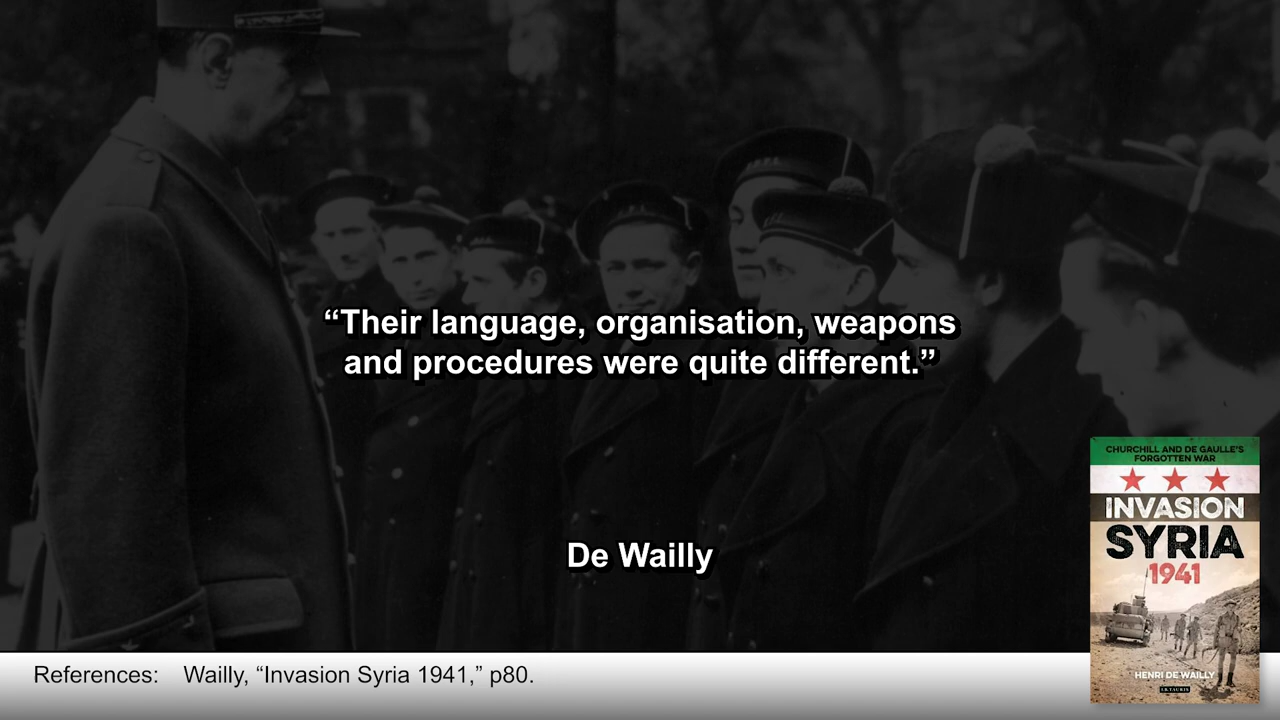 “Their language, organisation, weapons
and procedures were quite different.”
De Wailly
CHURCHILL AND DE GAULLE'S
FORGOTTEN WAR
INVASION
SYRIA
1941
HENRI DE WAILLY
I.B.TAURIS
References: Wailly, “Invasion Syria 1941,” p80.